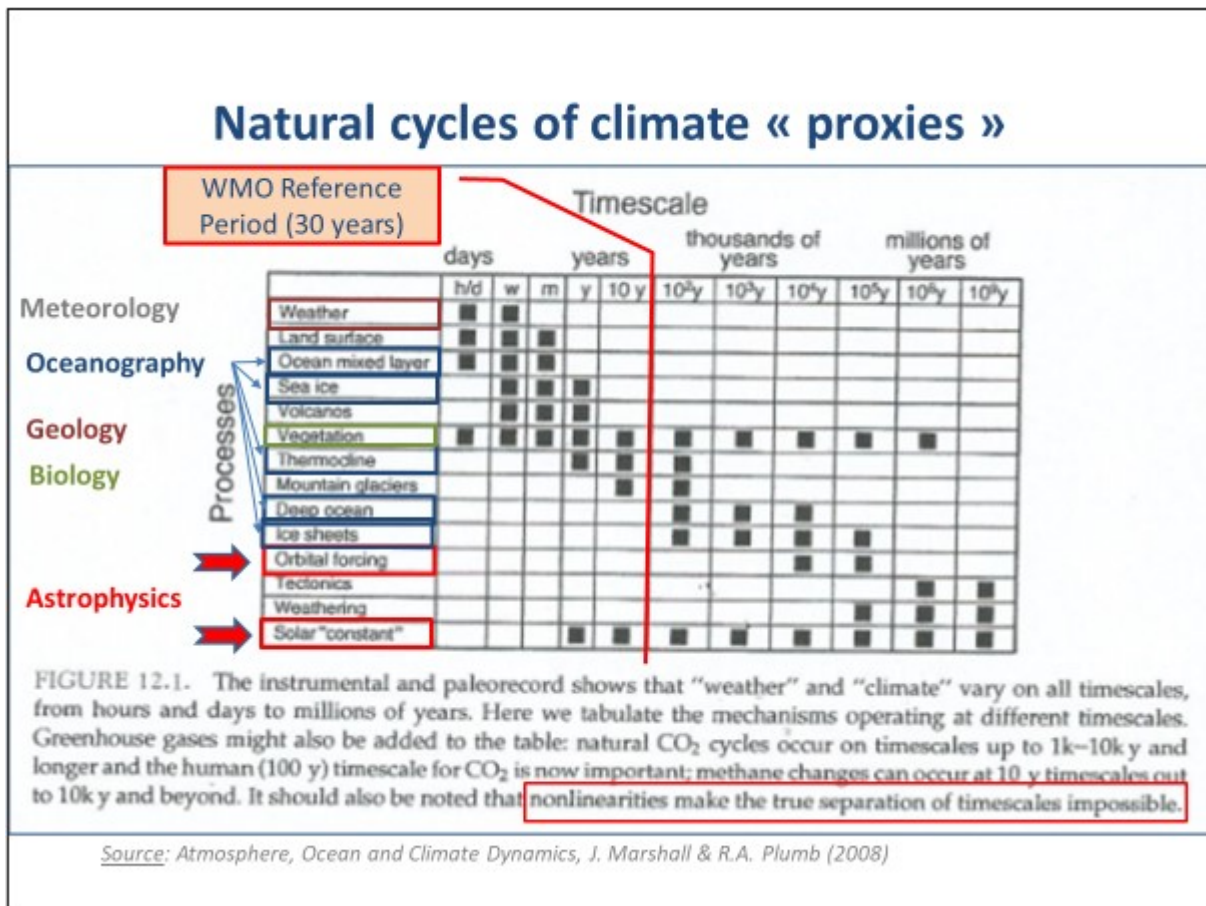 Natural cycles of climate « proxies »
WMO Reference
Period (30 years)
Timescale
days
years
thousands of
years
millions of
years
h/d w m y 10 y 10²y 10³y 10⁴y 10⁵y 10⁶y 10⁹y
Meteorology
Oceanography
Geology
Biology
Astrophysics
Processes
Weather
Land surface
Ocean mixed layer
Sea ice
Volcanos
Vegetation
Thermocline
Mountain glaciers
Deep ocean
Ice sheets
Orbital forcing
Tectonics
Weathering
Solar "constant"
FIGURE 12.1. The instrumental and paleorecord shows that "weather" and "climate" vary on all timescales,
from hours and days to millions of years. Here we tabulate the mechanisms operating at different timescales.
Greenhouse gases might also be added to the table: natural CO₂ cycles occur on timescales up to 1k–10k y and
longer and the human (100 y) timescale for CO₂ is now important; methane changes can occur at 10 y timescales out
to 10k y and beyond. It should also be noted that nonlinearities make the true separation of timescales impossible.
Source: Atmosphere, Ocean and Climate Dynamics, J. Marshall & R.A. Plumb (2008)